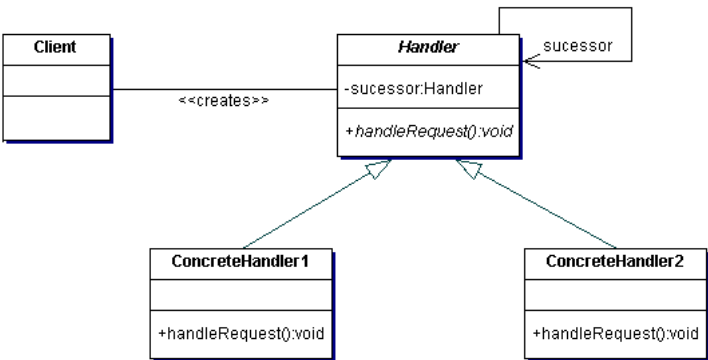 Client
Handler
sucessor
-sucessor:Handler
<<creates>>
+handleRequest():void
ConcreteHandler1
ConcreteHandler2
+handleRequest():void
+handleRequest():void